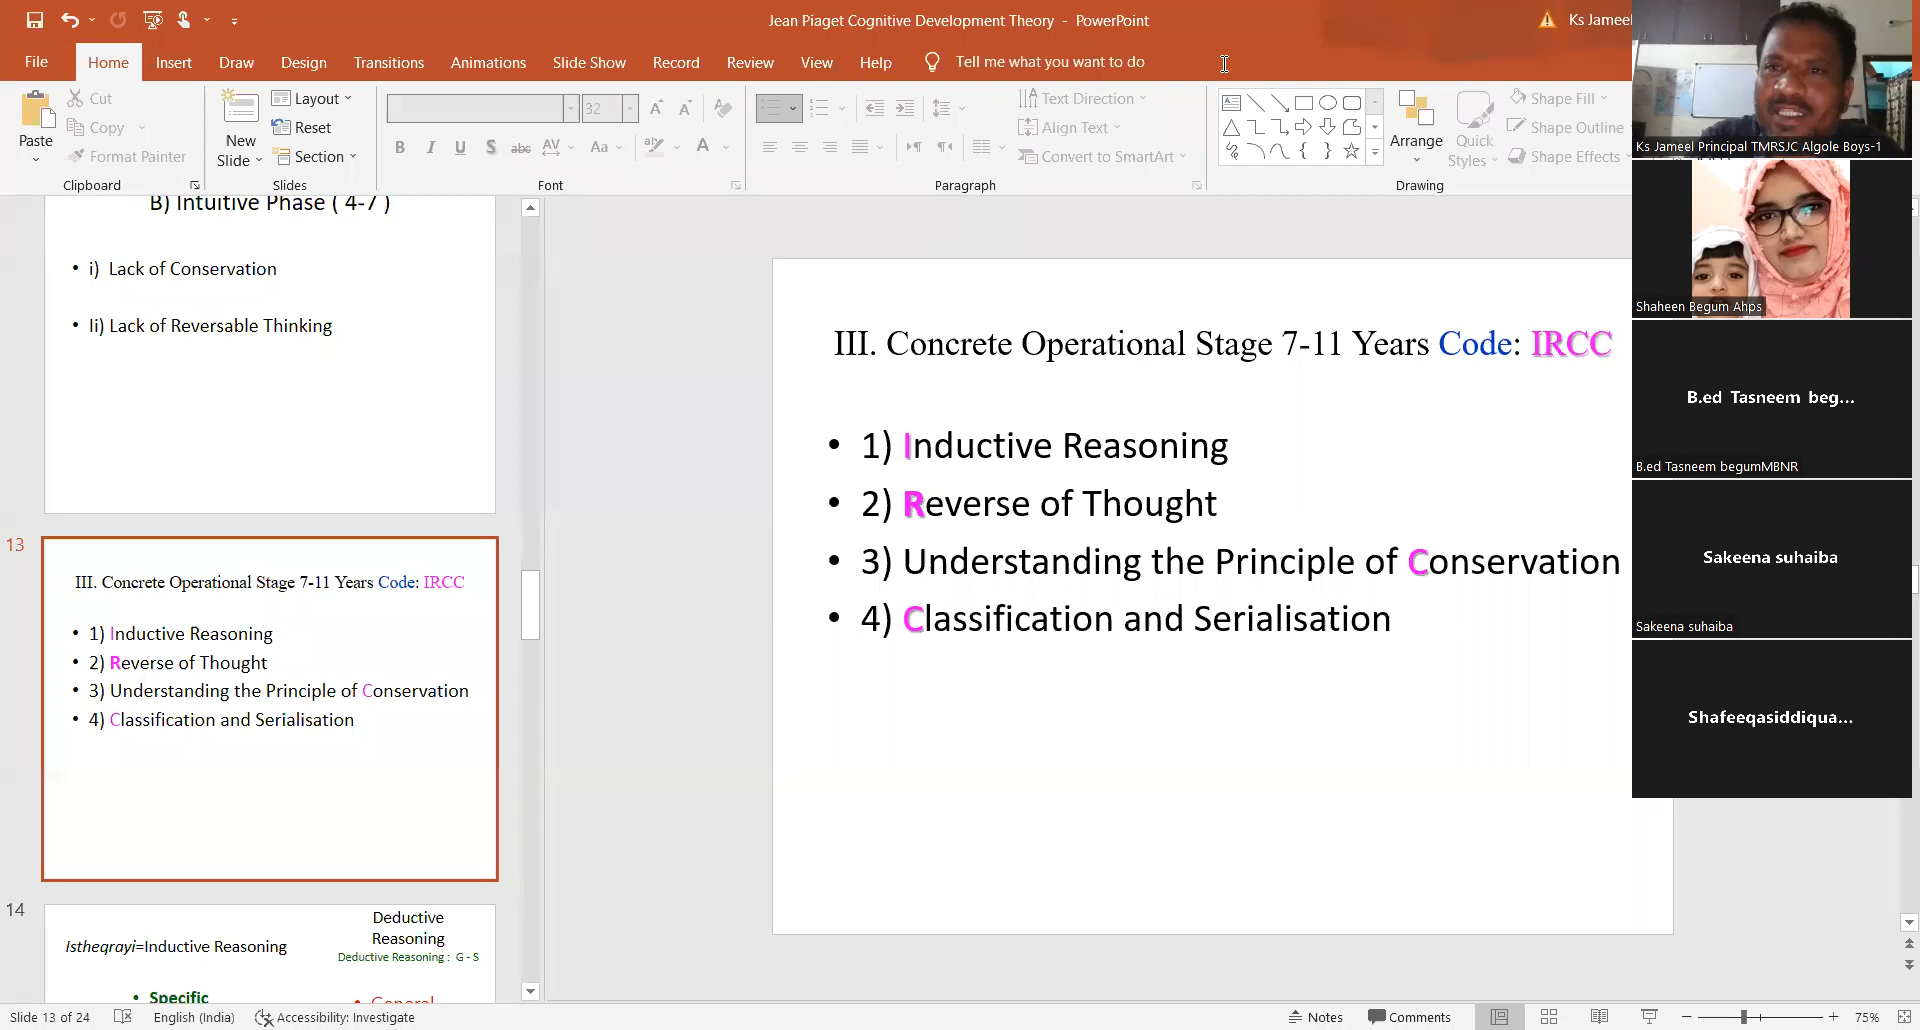 Jean Piaget Cognitive Development Theory - PowerPoint
Ks Jameel
File Home Insert Draw Design Transitions Animations Slide Show Record Review View Help Tell me what you want to do
Paste
Cut
Copy
Format Painter
Clipboard
New Slide
Layout
Reset
Section
Slides
32
B I U S abc AV Aa A
Font
Text Direction
Align Text
Convert to SmartArt
Paragraph
Arrange
Quick Styles
Shape Fill
Shape Outline
Shape Effects
Drawing
B) Intuitive Phase ( 4-7 )
• i) Lack of Conservation
• Ii) Lack of Reversable Thinking
13
III. Concrete Operational Stage 7-11 Years Code: IRCC
• 1) Inductive Reasoning
• 2) Reverse of Thought
• 3) Understanding the Principle of Conservation
• 4) Classification and Serialisation
14
Istheqrayi=Inductive Reasoning
Deductive
Reasoning
Deductive Reasoning : G - S
• Specific
• General
III. Concrete Operational Stage 7-11 Years Code: IRCC
• 1) Inductive Reasoning
• 2) Reverse of Thought
• 3) Understanding the Principle of Conservation
• 4) Classification and Serialisation
Ks Jameel Principal TMRSJC Algole Boys-1
Shaheen Begum Ahps
B.ed Tasneem beg...
B.ed Tasneem begumMBNR
Sakeena suhaiba
Sakeena suhaiba
Shafeeqasiddiqua...
Slide 13 of 24 English (India) Accessibility: Investigate Notes Comments 75%